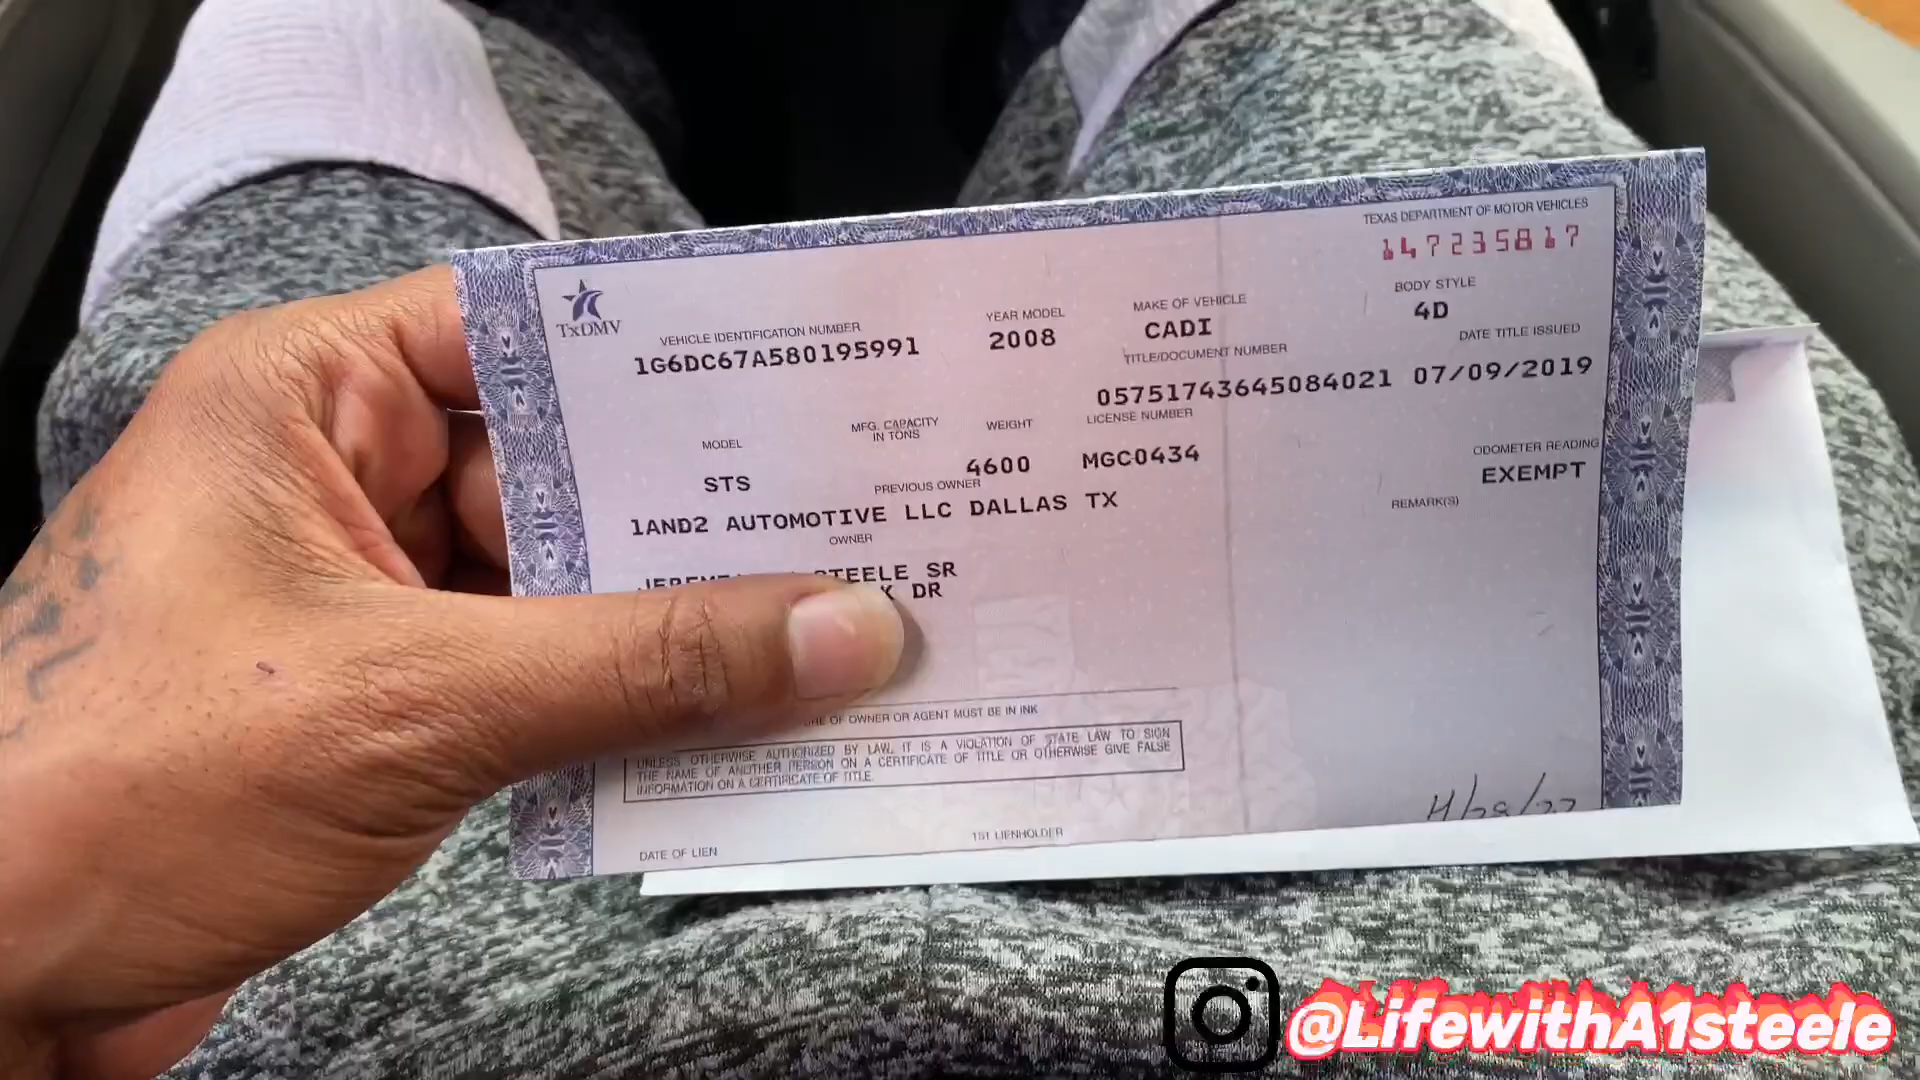 TEXAS DEPARTMENT OF MOTOR VEHICLES
147235817
TxDMV
VEHICLE IDENTIFICATION NUMBER
YEAR MODEL
MAKE OF VEHICLE
BODY STYLE
1G6DC67A580195991
2008
CADI
4D
TITLE/DOCUMENT NUMBER
DATE TITLE ISSUED
05751743645084021 07/09/2019
MODEL
MFG. CAPACITY
IN TONS
WEIGHT
LICENSE NUMBER
ODOMETER READING
STS
4600
MGC0434
EXEMPT
PREVIOUS OWNER
REMARK(S)
1AND2 AUTOMOTIVE LLC DALLAS TX
OWNER
STEELE SR
DR
OF OWNER OR AGENT MUST BE IN INK
UNLESS OTHERWISE AUTHORIZED BY LAW, IT IS A VIOLATION OF STATE LAW TO SIGN
THE NAME OF ANOTHER PERSON ON A CERTIFICATE OF TITLE OR OTHERWISE GIVE FALSE
INFORMATION ON A CERTIFICATE OF TITLE.
4/28/22
DATE OF LIEN
1ST LIENHOLDER
@LifewithA1steele